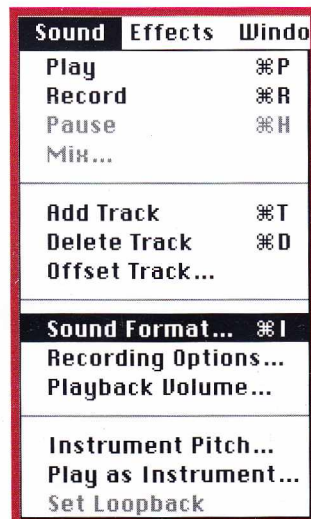 Sound Effects Windo
Play ⌘P
Record ⌘R
Pause ⌘H
Mix...
Add Track ⌘T
Delete Track ⌘D
Offset Track...
Sound Format... ⌘I
Recording Options...
Playback Volume...
Instrument Pitch...
Play as Instrument...
Set Loopback